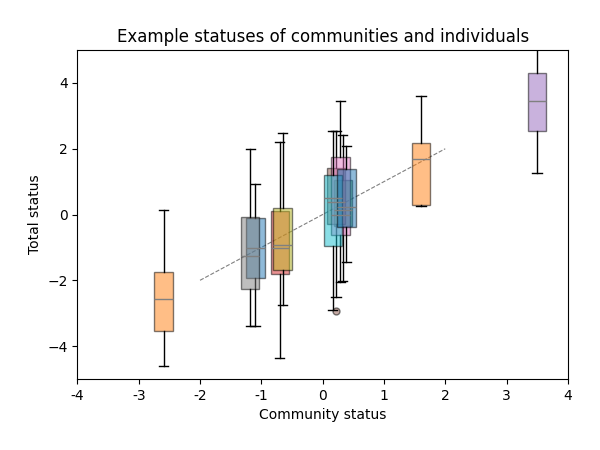 Example statuses of communities and individuals
4
2
0
−2
−4
Total status
-4 -3 -2 -1 0 1 2 3 4
Community status